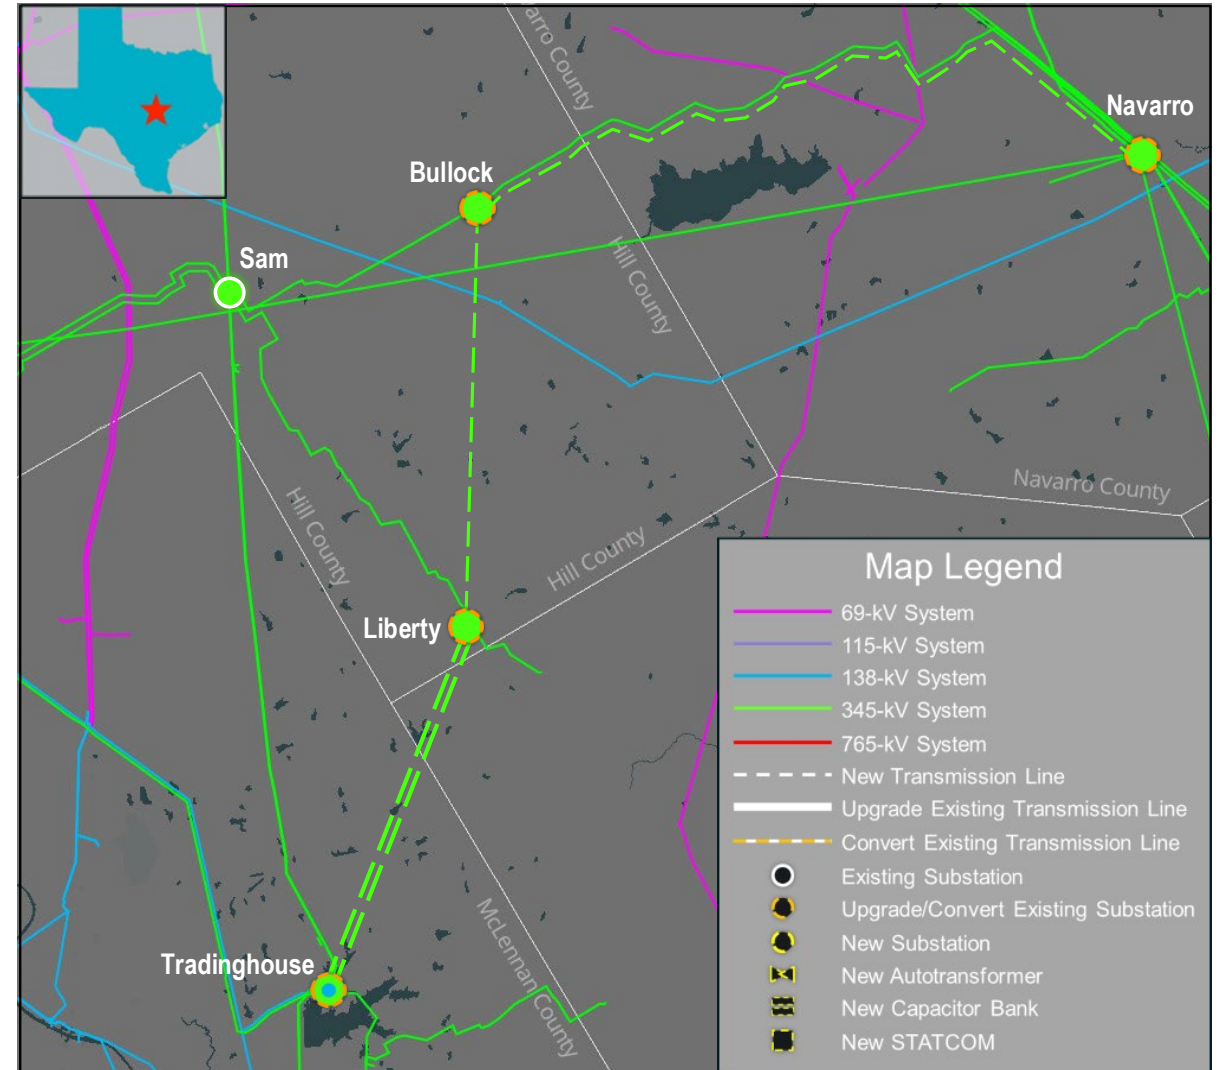 Navarro County
Navarro
Bullock
Hill County
Sam
Navarro County
Hill County
Hill County
Liberty
McLennan County
Tradinghouse
Map Legend
69-kV System
115-kV System
138-kV System
345-kV System
765-kV System
New Transmission Line
Upgrade Existing Transmission Line
Convert Existing Transmission Line
Existing Substation
Upgrade/Convert Existing Substation
New Substation
New Autotransformer
New Capacitor Bank
New STATCOM